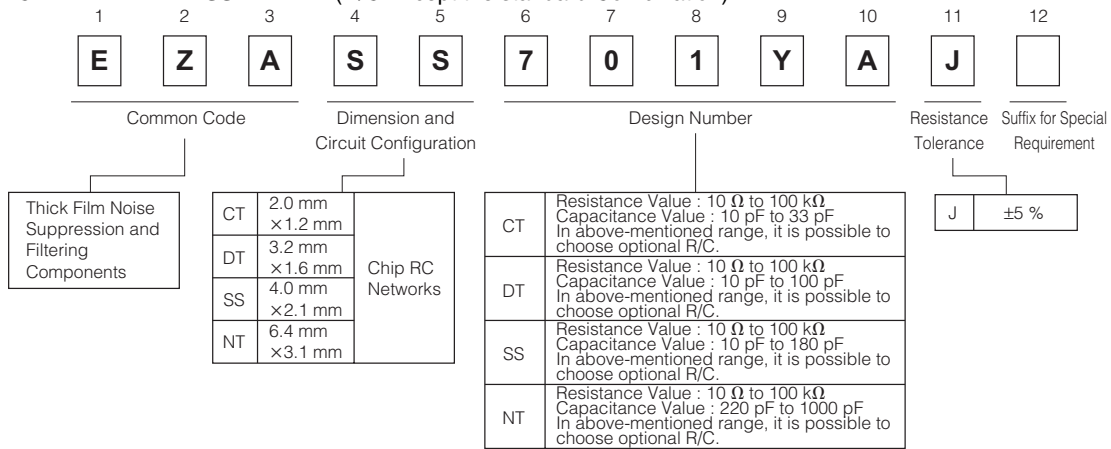 1 2 3 4 5 6 7 8 9 10 11 12
E Z A S S 7 0 1 Y A J
Common Code
Dimension and
Circuit Configuration
Design Number
Resistance
Tolerance
Suffix for Special
Requirement
Thick Film Noise
Suppression and
Filtering
Components
CT 2.0 mm
×1.2 mm
DT 3.2 mm
×1.6 mm
SS 4.0 mm
×2.1 mm
NT 6.4 mm
×3.1 mm
Chip RC
Networks
CT
Resistance Value : 10 Ω to 100 kΩ
Capacitance Value : 10 pF to 33 pF
In above-mentioned range, it is possible to
choose optional R/C.
DT
Resistance Value : 10 Ω to 100 kΩ
Capacitance Value : 10 pF to 100 pF
In above-mentioned range, it is possible to
choose optional R/C.
SS
Resistance Value : 10 Ω to 100 kΩ
Capacitance Value : 10 pF to 180 pF
In above-mentioned range, it is possible to
choose optional R/C.
NT
Resistance Value : 10 Ω to 100 kΩ
Capacitance Value : 220 pF to 1000 pF
In above-mentioned range, it is possible to
choose optional R/C.
J ±5 %